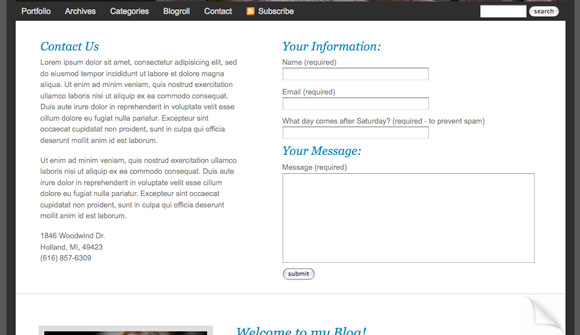 Portfolio Archives Categories Blogroll Contact Subscribe search
Contact Us
Lorem ipsum dolor sit amet, consectetur adipisicing elit, sed
do eiusmod tempor incididunt ut labore et dolore magna
aliqua. Ut enim ad minim veniam, quis nostrud exercitation
ullamco laboris nisi ut aliquip ex ea commodo consequat.
Duis aute irure dolor in reprehenderit in voluptate velit esse
cillum dolore eu fugiat nulla pariatur. Excepteur sint
occaecat cupidatat non proident, sunt in culpa qui officia
deserunt mollit anim id est laborum.
Ut enim ad minim veniam, quis nostrud exercitation ullamco
laboris nisi ut aliquip ex ea commodo consequat. Duis aute
irure dolor in reprehenderit in voluptate velit esse cillum
dolore eu fugiat nulla pariatur. Excepteur sint occaecat
cupidatat non proident, sunt in culpa qui officia deserunt
mollit anim id est laborum.
1846 Woodwind Dr.
Holland, MI, 49423
(616) 857-6309
Your Information:
Name (required)
Email (required)
What day comes after Saturday? (required - to prevent spam)
Your Message:
Message (required)
submit
Welcome to my Blog!